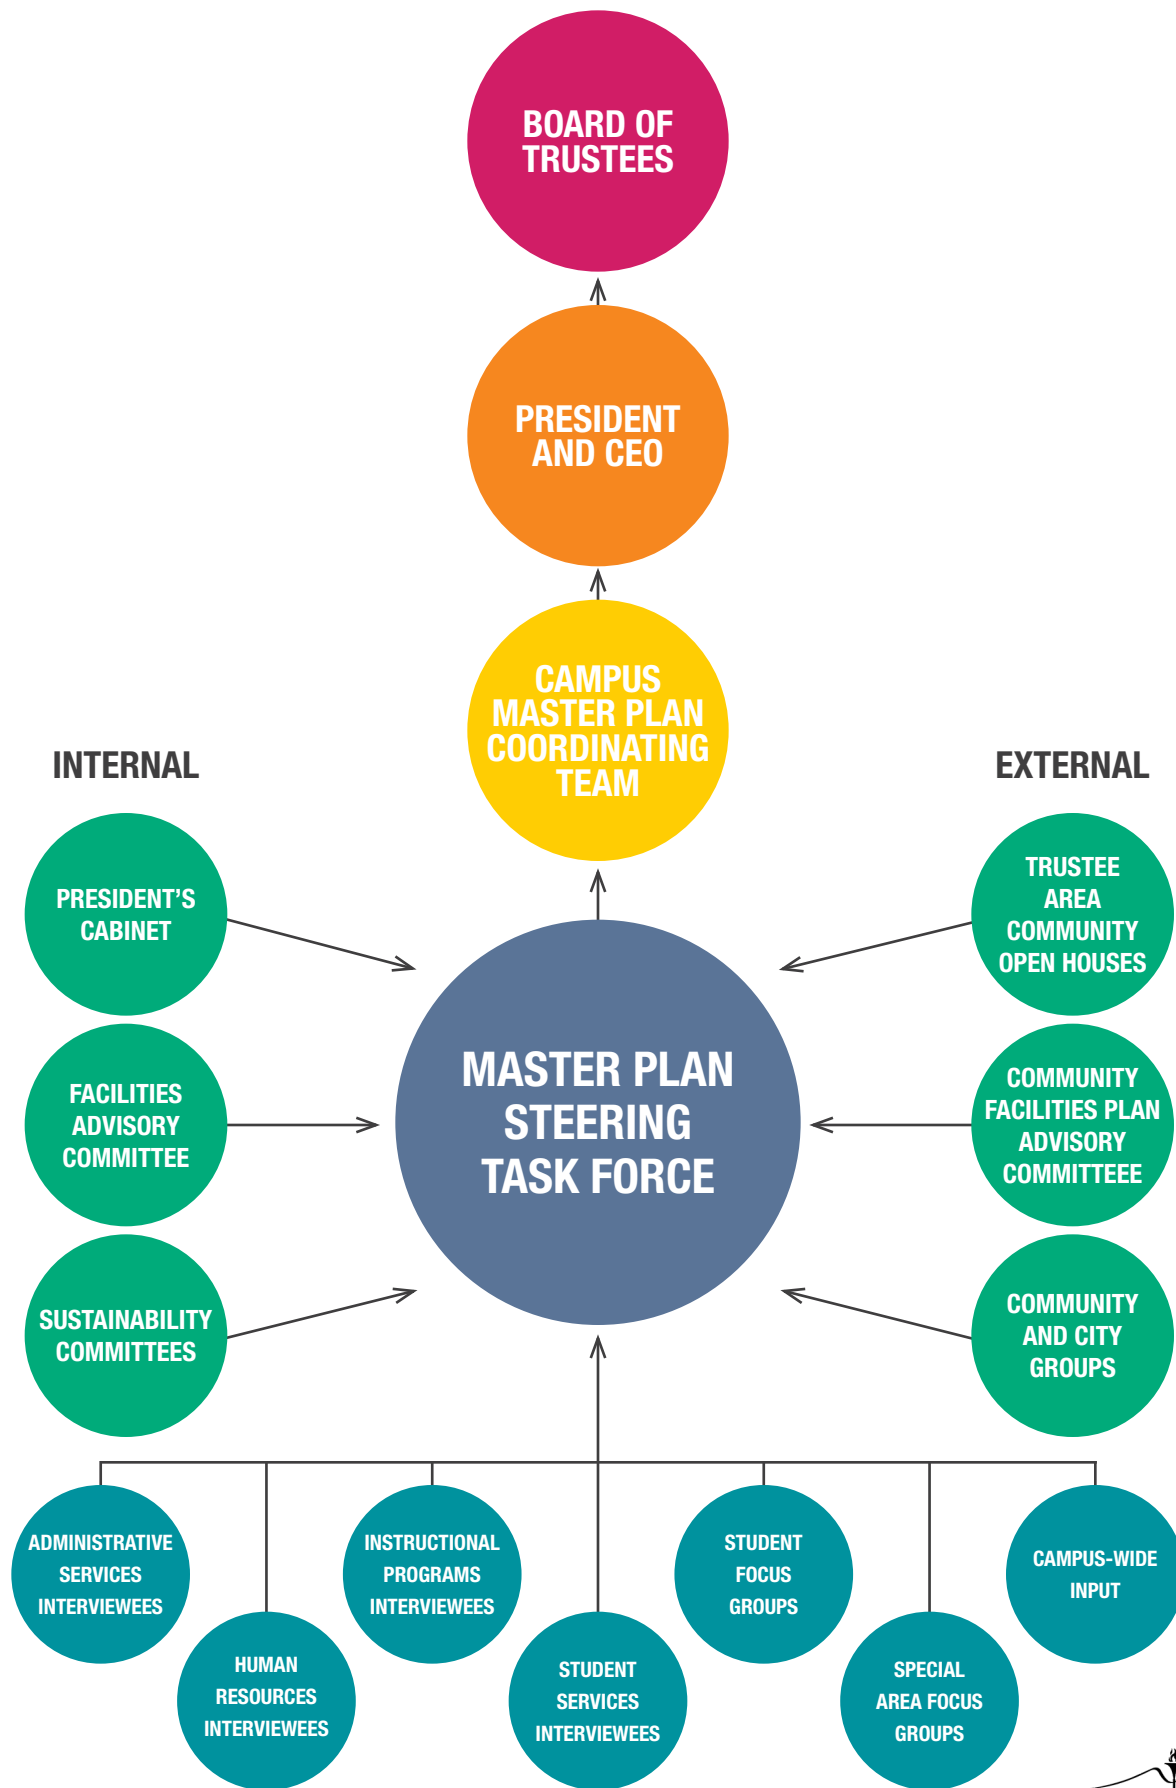 BOARD OF
TRUSTEES
PRESIDENT
AND CEO
CAMPUS
MASTER PLAN
COORDINATING
TEAM
INTERNAL
EXTERNAL
PRESIDENT'S
CABINET
FACILITIES
ADVISORY
COMMITTEE
SUSTAINABILITY
COMMITTEES
MASTER PLAN
STEERING
TASK FORCE
TRUSTEE
AREA
COMMUNITY
OPEN HOUSES
COMMUNITY
FACILITIES PLAN
ADVISORY
COMMITTEEE
COMMUNITY
AND CITY
GROUPS
ADMINISTRATIVE
SERVICES
INTERVIEWEES
HUMAN
RESOURCES
INTERVIEWEES
INSTRUCTIONAL
PROGRAMS
INTERVIEWEES
STUDENT
SERVICES
INTERVIEWEES
STUDENT
FOCUS
GROUPS
SPECIAL
AREA FOCUS
GROUPS
CAMPUS-WIDE
INPUT